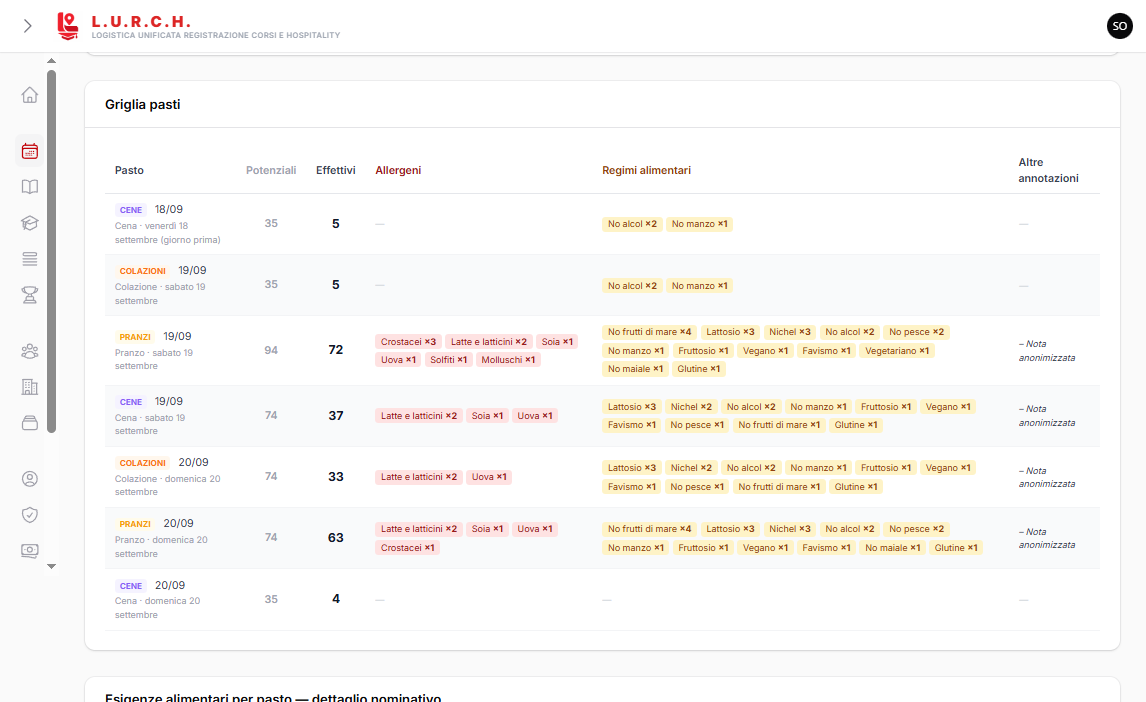 L.U.R.C.H.
LOGISTICA UNIFICATA REGISTRAZIONE CORSI E HOSPITALITY
SO
Griglia pasti
Pasto Potenziali Effettivi Allergeni Regimi alimentari Altre annotazioni
CENE 18/09
Cena · venerdì 18
settembre (giorno prima)
35 5 — No alcol ×2 No manzo ×1 —
COLAZIONI 19/09
Colazione · sabato 19
settembre
35 5 — No alcol ×2 No manzo ×1 —
PRANZI 19/09
Pranzo · sabato 19
settembre
94 72
Crostacei ×3 Latte e latticini ×2 Soia ×1
Uova ×1 Solfiti ×1 Molluschi ×1
No frutti di mare ×4 Lattosio ×3 Nichel ×3 No alcol ×2 No pesce ×2
No manzo ×1 Fruttosio ×1 Vegano ×1 Favismo ×1 Vegetariano ×1
No maiale ×1 Glutine ×1
– Nota
anonimizzata
CENE 19/09
Cena · sabato 19
settembre
74 37
Latte e latticini ×2 Soia ×1 Uova ×1
Lattosio ×3 Nichel ×2 No alcol ×2 No manzo ×1 Fruttosio ×1 Vegano ×1
Favismo ×1 No pesce ×1 No frutti di mare ×1 Glutine ×1
– Nota
anonimizzata
COLAZIONI 20/09
Colazione · domenica 20
settembre
74 33
Latte e latticini ×2 Uova ×1
Lattosio ×3 Nichel ×2 No alcol ×2 No manzo ×1 Fruttosio ×1 Vegano ×1
Favismo ×1 No pesce ×1 No frutti di mare ×1 Glutine ×1
– Nota
anonimizzata
PRANZI 20/09
Pranzo · domenica 20
settembre
74 63
Latte e latticini ×2 Soia ×1 Uova ×1
Crostacei ×1
No frutti di mare ×4 Lattosio ×3 Nichel ×3 No alcol ×2 No pesce ×2
No manzo ×1 Fruttosio ×1 Vegano ×1 Favismo ×1 No maiale ×1 Glutine ×1
– Nota
anonimizzata
CENE 20/09
Cena · domenica 20
settembre
35 4 — — —
Esigenze alimentari per pasto — dettaglio nominativo